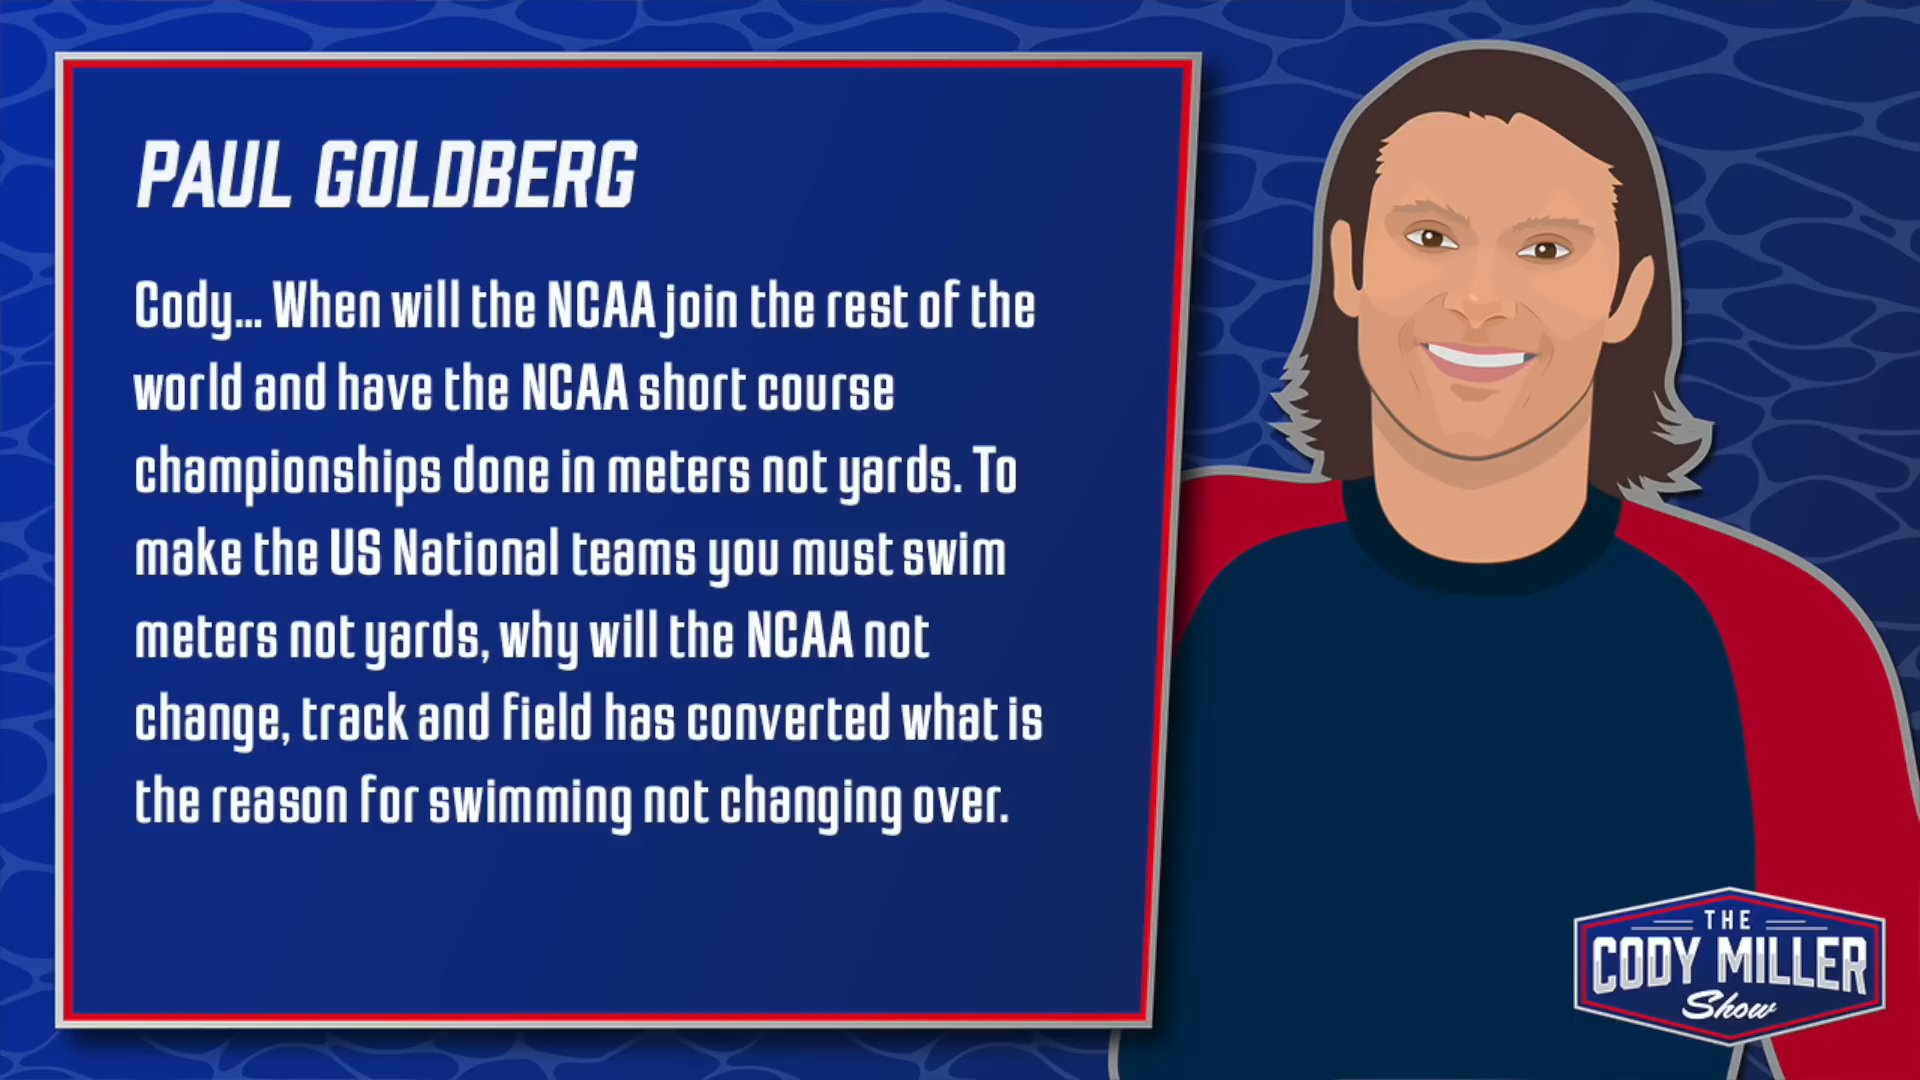 PAUL GOLDBERG
Cody... When will the NCAA join the rest of the
world and have the NCAA short course
championships done in meters not yards. To
make the US National teams you must swim
meters not yards, why will the NCAA not
change, track and field has converted what is
the reason for swimming not changing over.
THE
CODY MILLER
Show